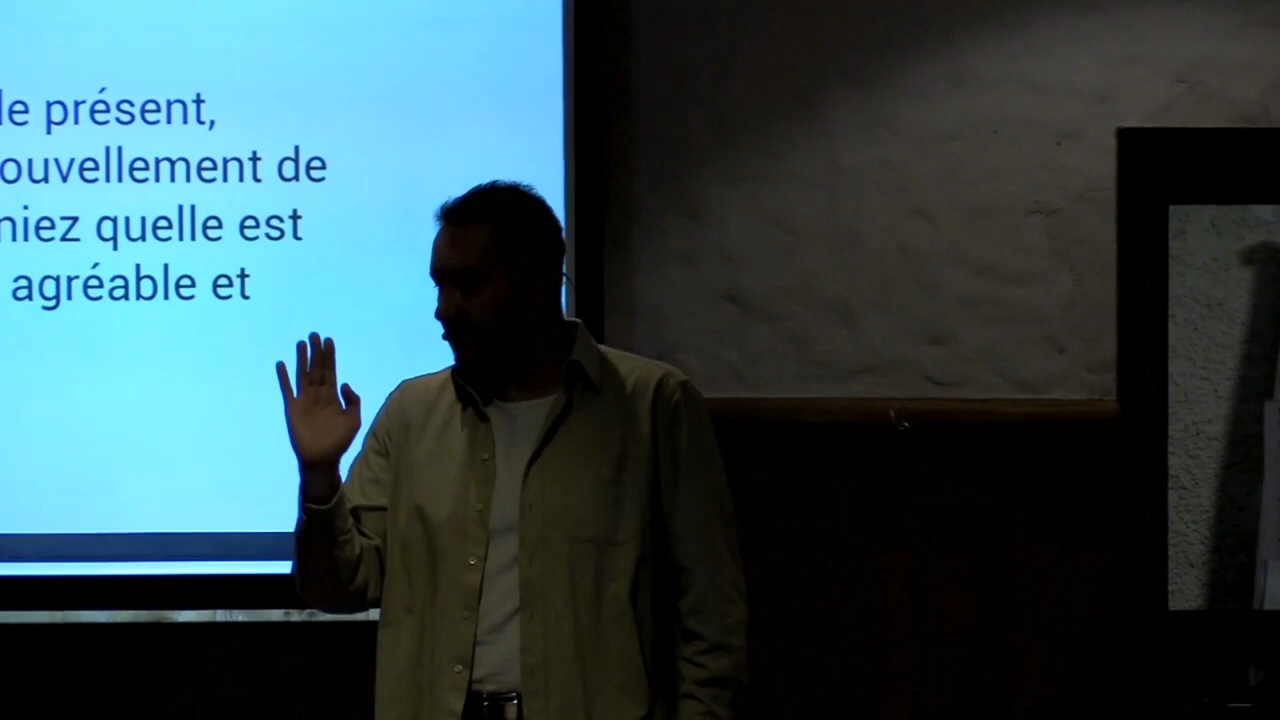 le présent,
ouvellement de
niez quelle est
agréable et